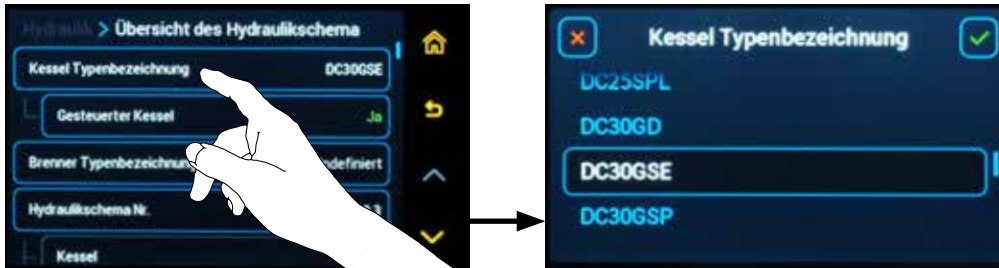 Hydraulik > Übersicht des Hydraulikschema
Kessel Typenbezeichnung DC30GSE
Gesteuerter Kessel Ja
Brenner Typenbezeichnung
Hydraulikschema Nr.
Kessel
Kessel Typenbezeichnung
DC25SPL
DC30GD
DC30GSE
DC30GSP